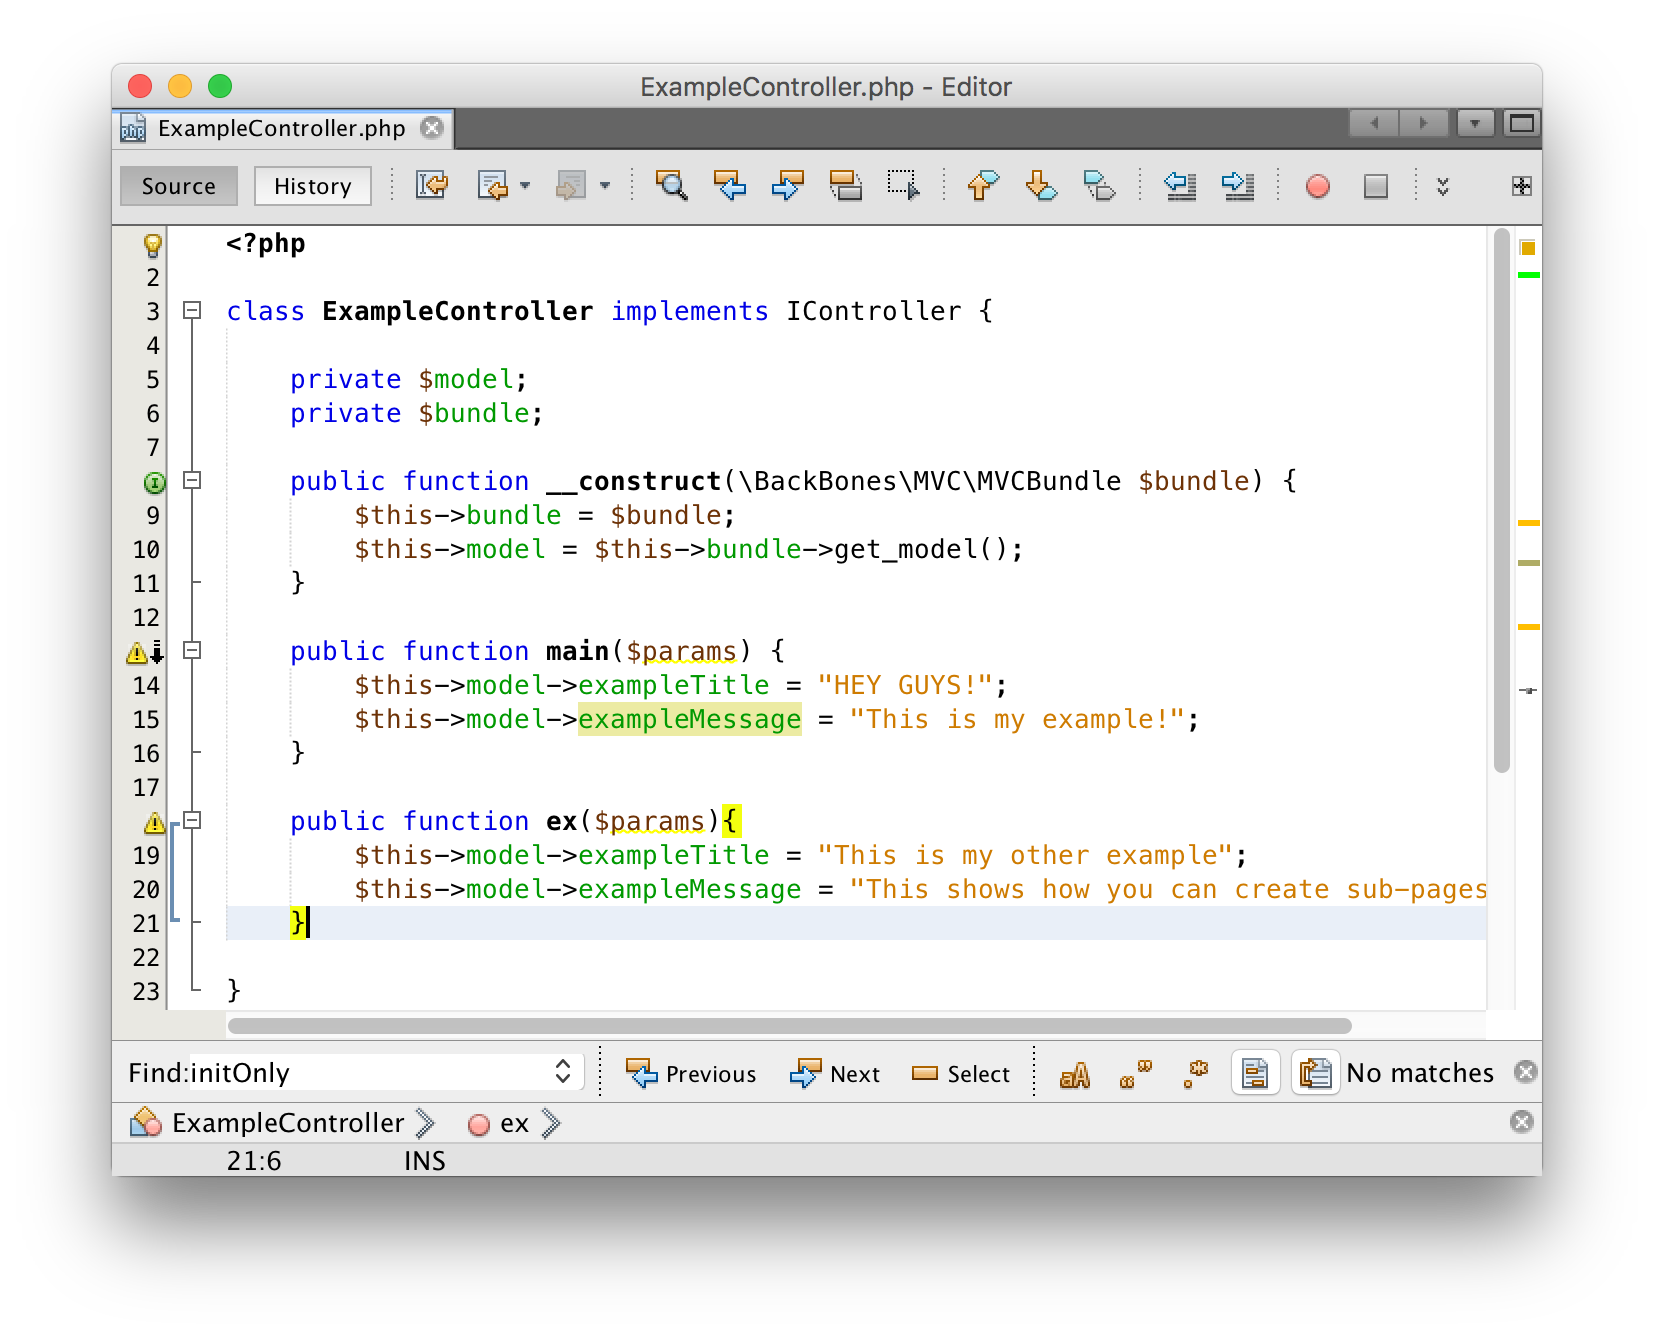 ExampleController.php - Editor
php ExampleController.php
Source History
<?php
2
3 class ExampleController implements IController {
4
5     private $model;
6     private $bundle;
7
I     public function __construct(\BackBones\MVC\MVCBundle $bundle) {
9         $this->bundle = $bundle;
10         $this->model = $this->bundle->get_model();
11     }
12
    public function main($params) {
14         $this->model->exampleTitle = "HEY GUYS!";
15         $this->model->exampleMessage = "This is my example!";
16     }
17
    public function ex($params){
19         $this->model->exampleTitle = "This is my other example";
20         $this->model->exampleMessage = "This shows how you can create sub-pages
21     }
22
23 }
Find: initOnly Previous Next Select aA “” .* No matches
ExampleController ex
21:6 INS